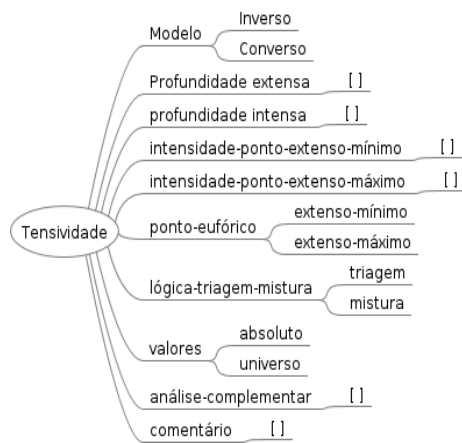 Tensividade
Modelo
Inverso
Converso
Profundidade extensa [ ]
profundidade intensa [ ]
intensidade-ponto-extenso-mínimo [ ]
intensidade-ponto-extenso-máximo [ ]
ponto-eufórico
extenso-mínimo
extenso-máximo
lógica-triagem-mistura
triagem
mistura
valores
absoluto
universo
análise-complementar [ ]
comentário [ ]